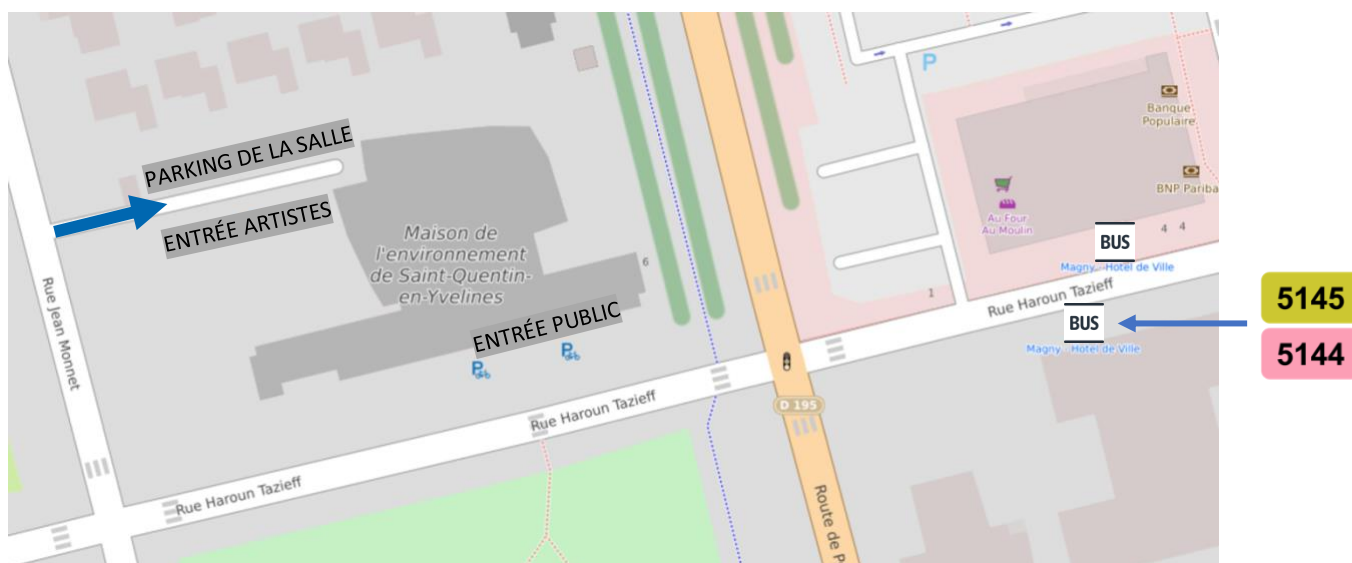 P
Banque
Populaire
BNP Pariba
Au Four
Au Moulin
4 4
BUS
Magny - Hôtel de Ville
Rue Haroun Tazieff
1
BUS
Magny - Hôtel de Ville
5145
5144
PARKING DE LA SALLE
ENTRÉE ARTISTES
Maison de
l'environnement
de Saint-Quentin-
en-Yvelines
6
ENTRÉE PUBLIC
P
P
Rue Jean Monnet
Rue Haroun Tazieff
Rue Haroun Tazieff
D 195
Route de P